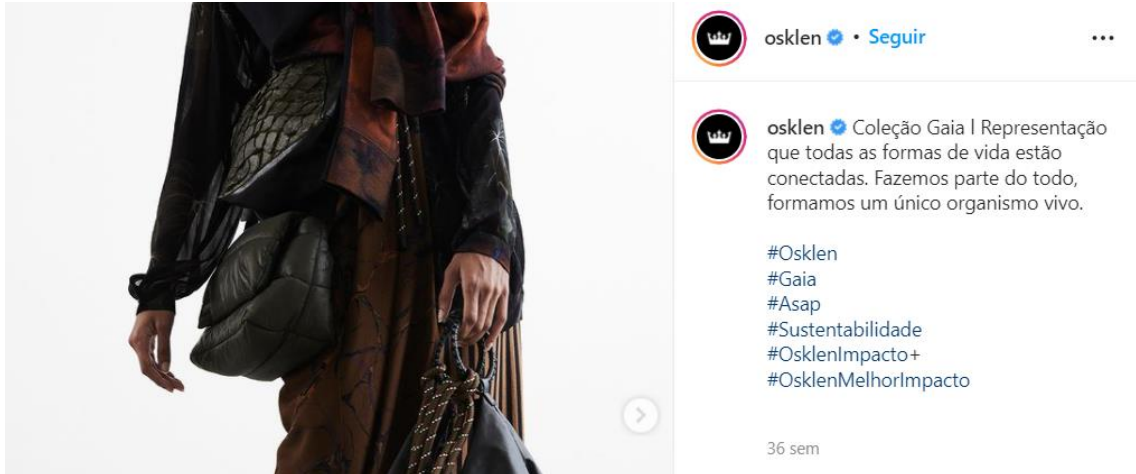 osklen • Seguir
osklen Coleção Gaia l Representação
que todas as formas de vida estão
conectadas. Fazemos parte do todo,
formamos um único organismo vivo.
#Osklen
#Gaia
#Asap
#Sustentabilidade
#OsklenImpacto+
#OsklenMelhorImpacto
36 sem